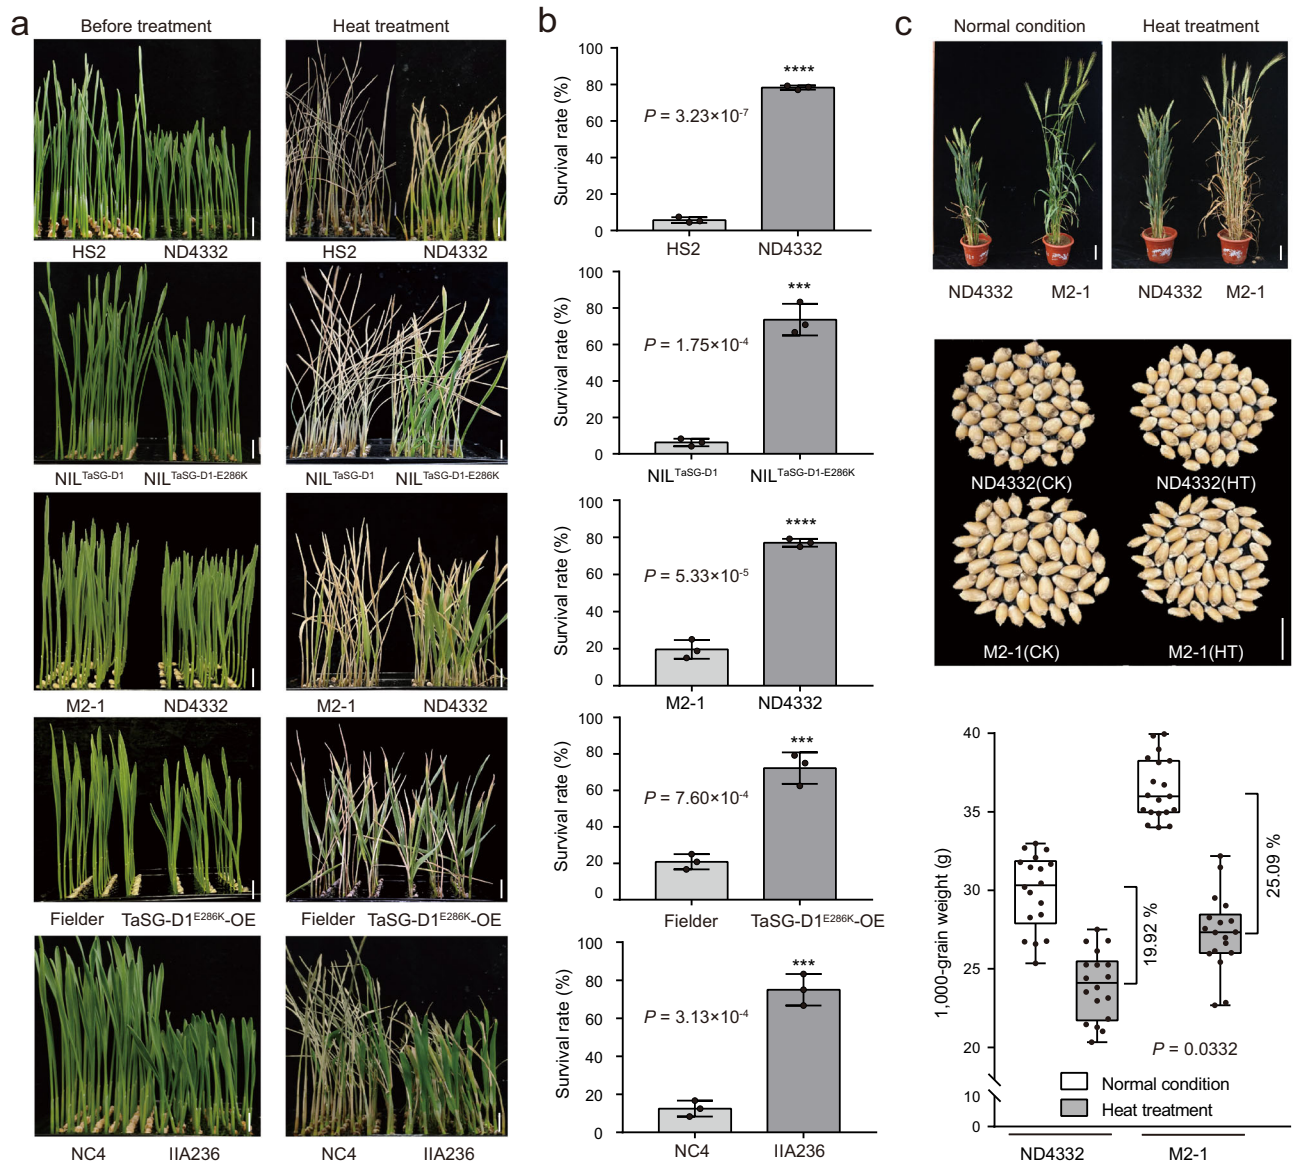 a
Before treatment
Heat treatment
HS2
ND4332
HS2
ND4332
NIL^TaSG-D1
NIL^TaSG-D1-E286K
NIL^TaSG-D1
NIL^TaSG-D1-E286K
M2-1
ND4332
M2-1
ND4332
Fielder
TaSG-D1^E286K-OE
NC4
IIA236
NC4
IIA236
b
Survival rate (%)
100
80
60
40
20
0
P = 3.23×10^-7
****
HS2
ND4332
Survival rate (%)
100
80
60
40
20
0
P = 1.75×10^-4
***
NIL^TaSG-D1
NIL^TaSG-D1-E286K
Survival rate (%)
100
80
60
40
20
0
P = 5.33×10^-5
****
M2-1
ND4332
Survival rate (%)
100
80
60
40
20
0
P = 7.60×10^-4
***
Fielder
TaSG-D1^E286K-OE
Survival rate (%)
100
80
60
40
20
0
P = 3.13×10^-4
***
NC4
IIA236
c
Normal condition
Heat treatment
ND4332
M2-1
ND4332
M2-1
ND4332(CK)
ND4332(HT)
M2-1(CK)
M2-1(HT)
1,000-grain weight (g)
40
35
30
25
20
10
0
19.92 %
25.09 %
P = 0.0332
Normal condition
Heat treatment
ND4332
M2-1